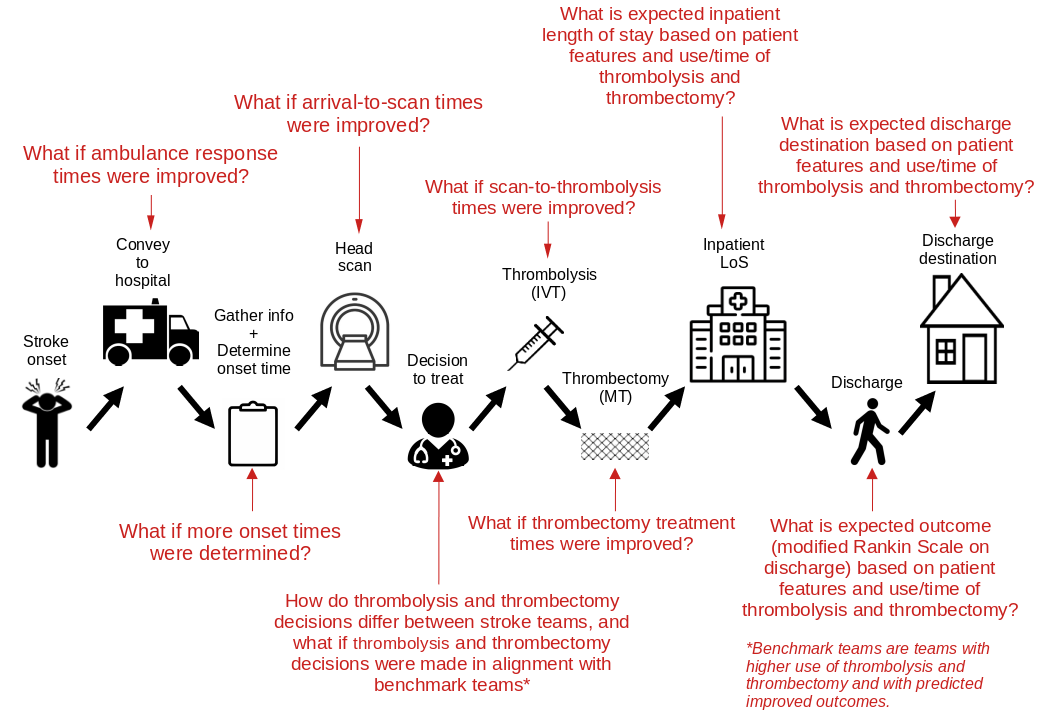 What is expected inpatient
length of stay based on patient
features and use/time of
thrombolysis and
thrombectomy?
What if arrival-to-scan times
were improved?
What is expected discharge
destination based on patient
features and use/time of
thrombolysis and thrombectomy?
What if ambulance response
times were improved?
What if scan-to-thrombolysis
times were improved?
Stroke
onset
Convey
to
hospital
Gather info
+
Determine
onset time
Head
scan
Decision
to treat
Thrombolysis
(IVT)
Thrombectomy
(MT)
Inpatient
LoS
Discharge
Discharge
destination
What if more onset times
were determined?
How do thrombolysis and thrombectomy
decisions differ between stroke teams, and
what if thrombolysis and thrombectomy
decisions were made in alignment with
benchmark teams*
What if thrombectomy treatment
times were improved?
What is expected outcome
(modified Rankin Scale on
discharge) based on patient
features and use/time of
thrombolysis and thrombectomy?
*Benchmark teams are teams with
higher use of thrombolysis and
thrombectomy and with predicted
improved outcomes.